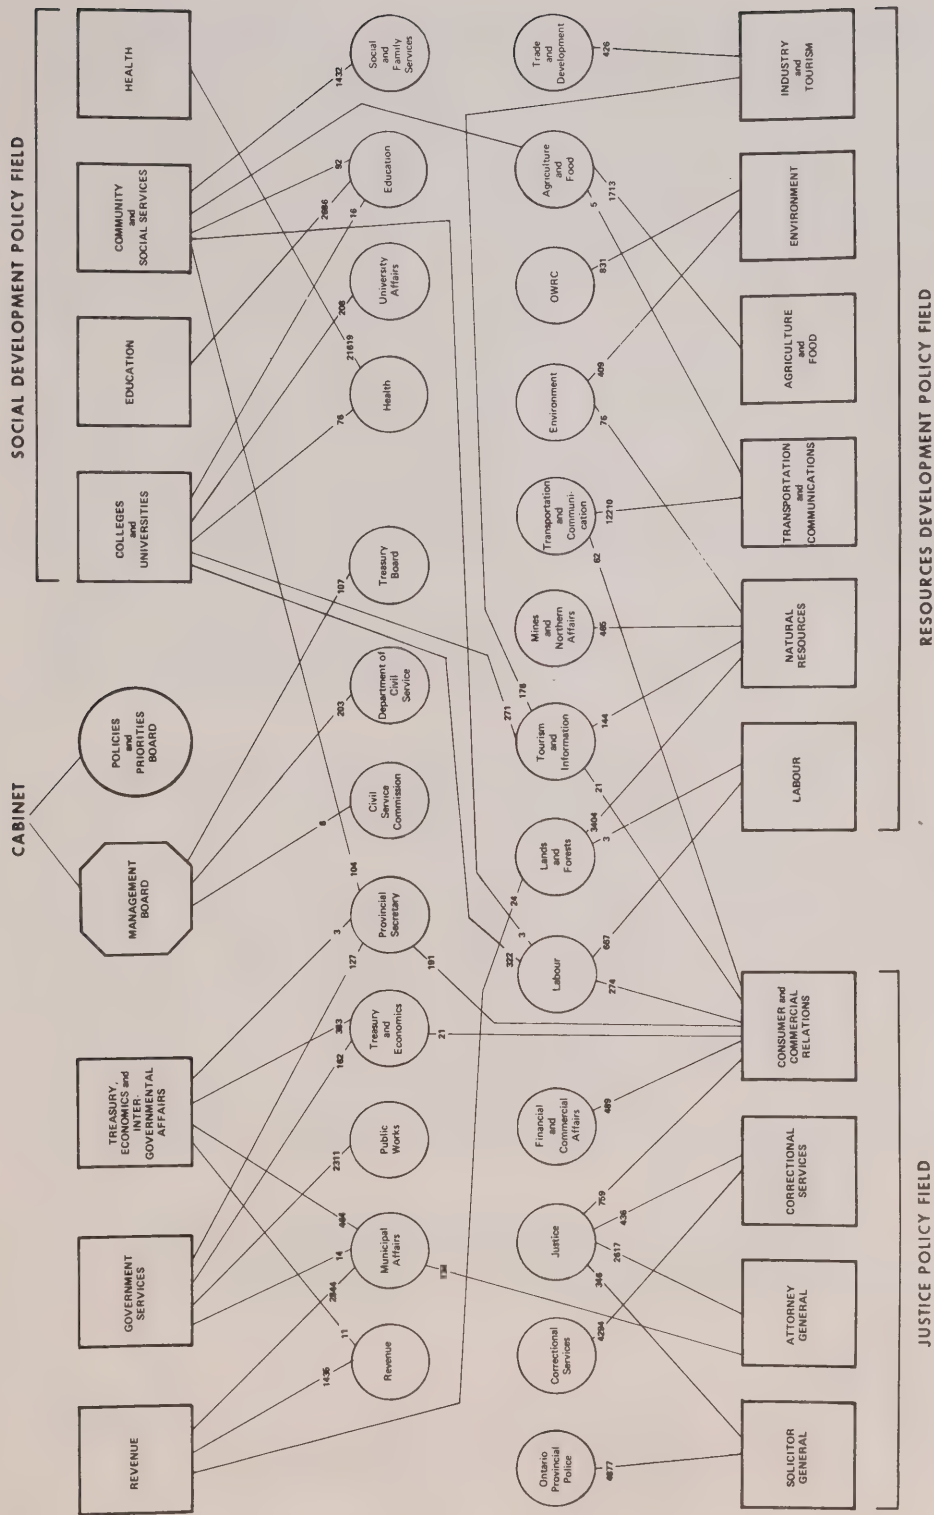 CABINET
SOCIAL DEVELOPMENT POLICY FIELD
REVENUE
GOVERNMENT
SERVICES
TREASURY,
ECONOMICS and
INTER-
GOVERNMENTAL
AFFAIRS
MANAGEMENT
BOARD
POLICIES
and
PRIORITIES
BOARD
COLLEGES
and
UNIVERSITIES
EDUCATION
COMMUNITY
and
SOCIAL SERVICES
HEALTH
1436
11
2844
14
464
2311
162
383
127
3
104
6
203
107
76
21619
208
16
2686
92
1432
Revenue
Municipal
Affairs
Public
Works
Treasury
and
Economics
Provincial
Secretary
Civil
Service
Commission
Department of
Civil
Service
Treasury
Board
Health
University
Affairs
Education
Social
and
Family
Services
21
191
322
3
24
271
178
Ontario
Provincial
Police
Correctional
Services
Justice
Financial
and
Commercial
Affairs
Labour
Lands
and
Forests
Tourism
and
Information
Mines
and
Northern
Affairs
Transportation
and
Communi-
cation
Environment
OWRC
Agriculture
and
Food
Trade
and
Development
4677
4294
346
2617
436
759
489
274
667
3
3404
21
144
465
62
12210
76
409
831
5
1713
426
SOLICITOR
GENERAL
ATTORNEY
GENERAL
CORRECTIONAL
SERVICES
CONSUMER and
COMMERCIAL
RELATIONS
LABOUR
NATURAL
RESOURCES
TRANSPORTATION
and
COMMUNICATIONS
AGRICULTURE
and
FOOD
ENVIRONMENT
INDUSTRY
and
TOURISM
JUSTICE POLICY FIELD
RESOURCES DEVELOPMENT POLICY FIELD